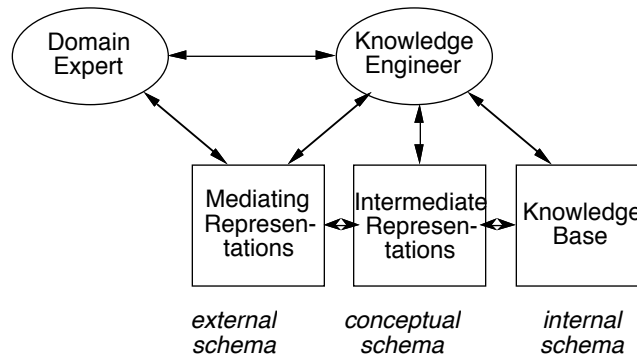 Domain
Expert
Knowledge
Engineer
Mediating
Represen-
tations
Intermediate
Represen-
tations
Knowledge
Base
external
schema
conceptual
schema
internal
schema